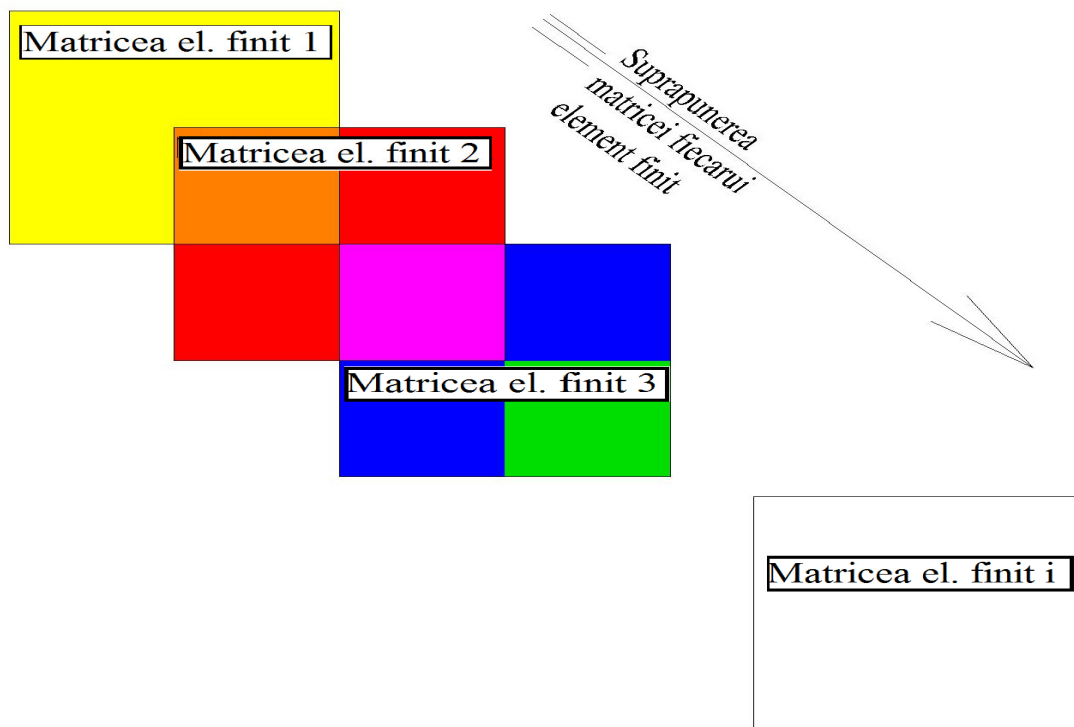 Matricea el. finit 1
Suprapunerea
matricei fiecarui
element finit
Matricea el. finit 2
Matricea el. finit 3
Matricea el. finit i